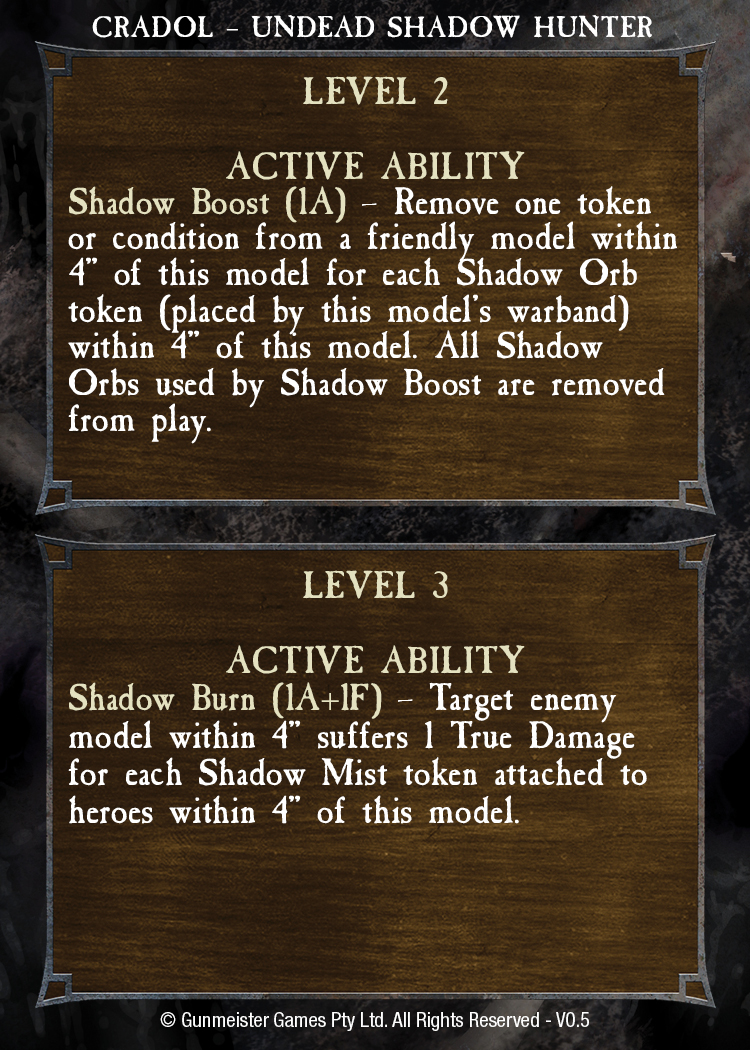 CRADOL – UNDEAD SHADOW HUNTER
LEVEL 2
ACTIVE ABILITY
Shadow Boost (1A) – Remove one token
or condition from a friendly model within
4” of this model for each Shadow Orb
token (placed by this model’s warband)
within 4” of this model. All Shadow
Orbs used by Shadow Boost are removed
from play.
LEVEL 3
ACTIVE ABILITY
Shadow Burn (1A+1F) – Target enemy
model within 4” suffers 1 True Damage
for each Shadow Mist token attached to
heroes within 4” of this model.
© Gunmeister Games Pty Ltd. All Rights Reserved - V0.5